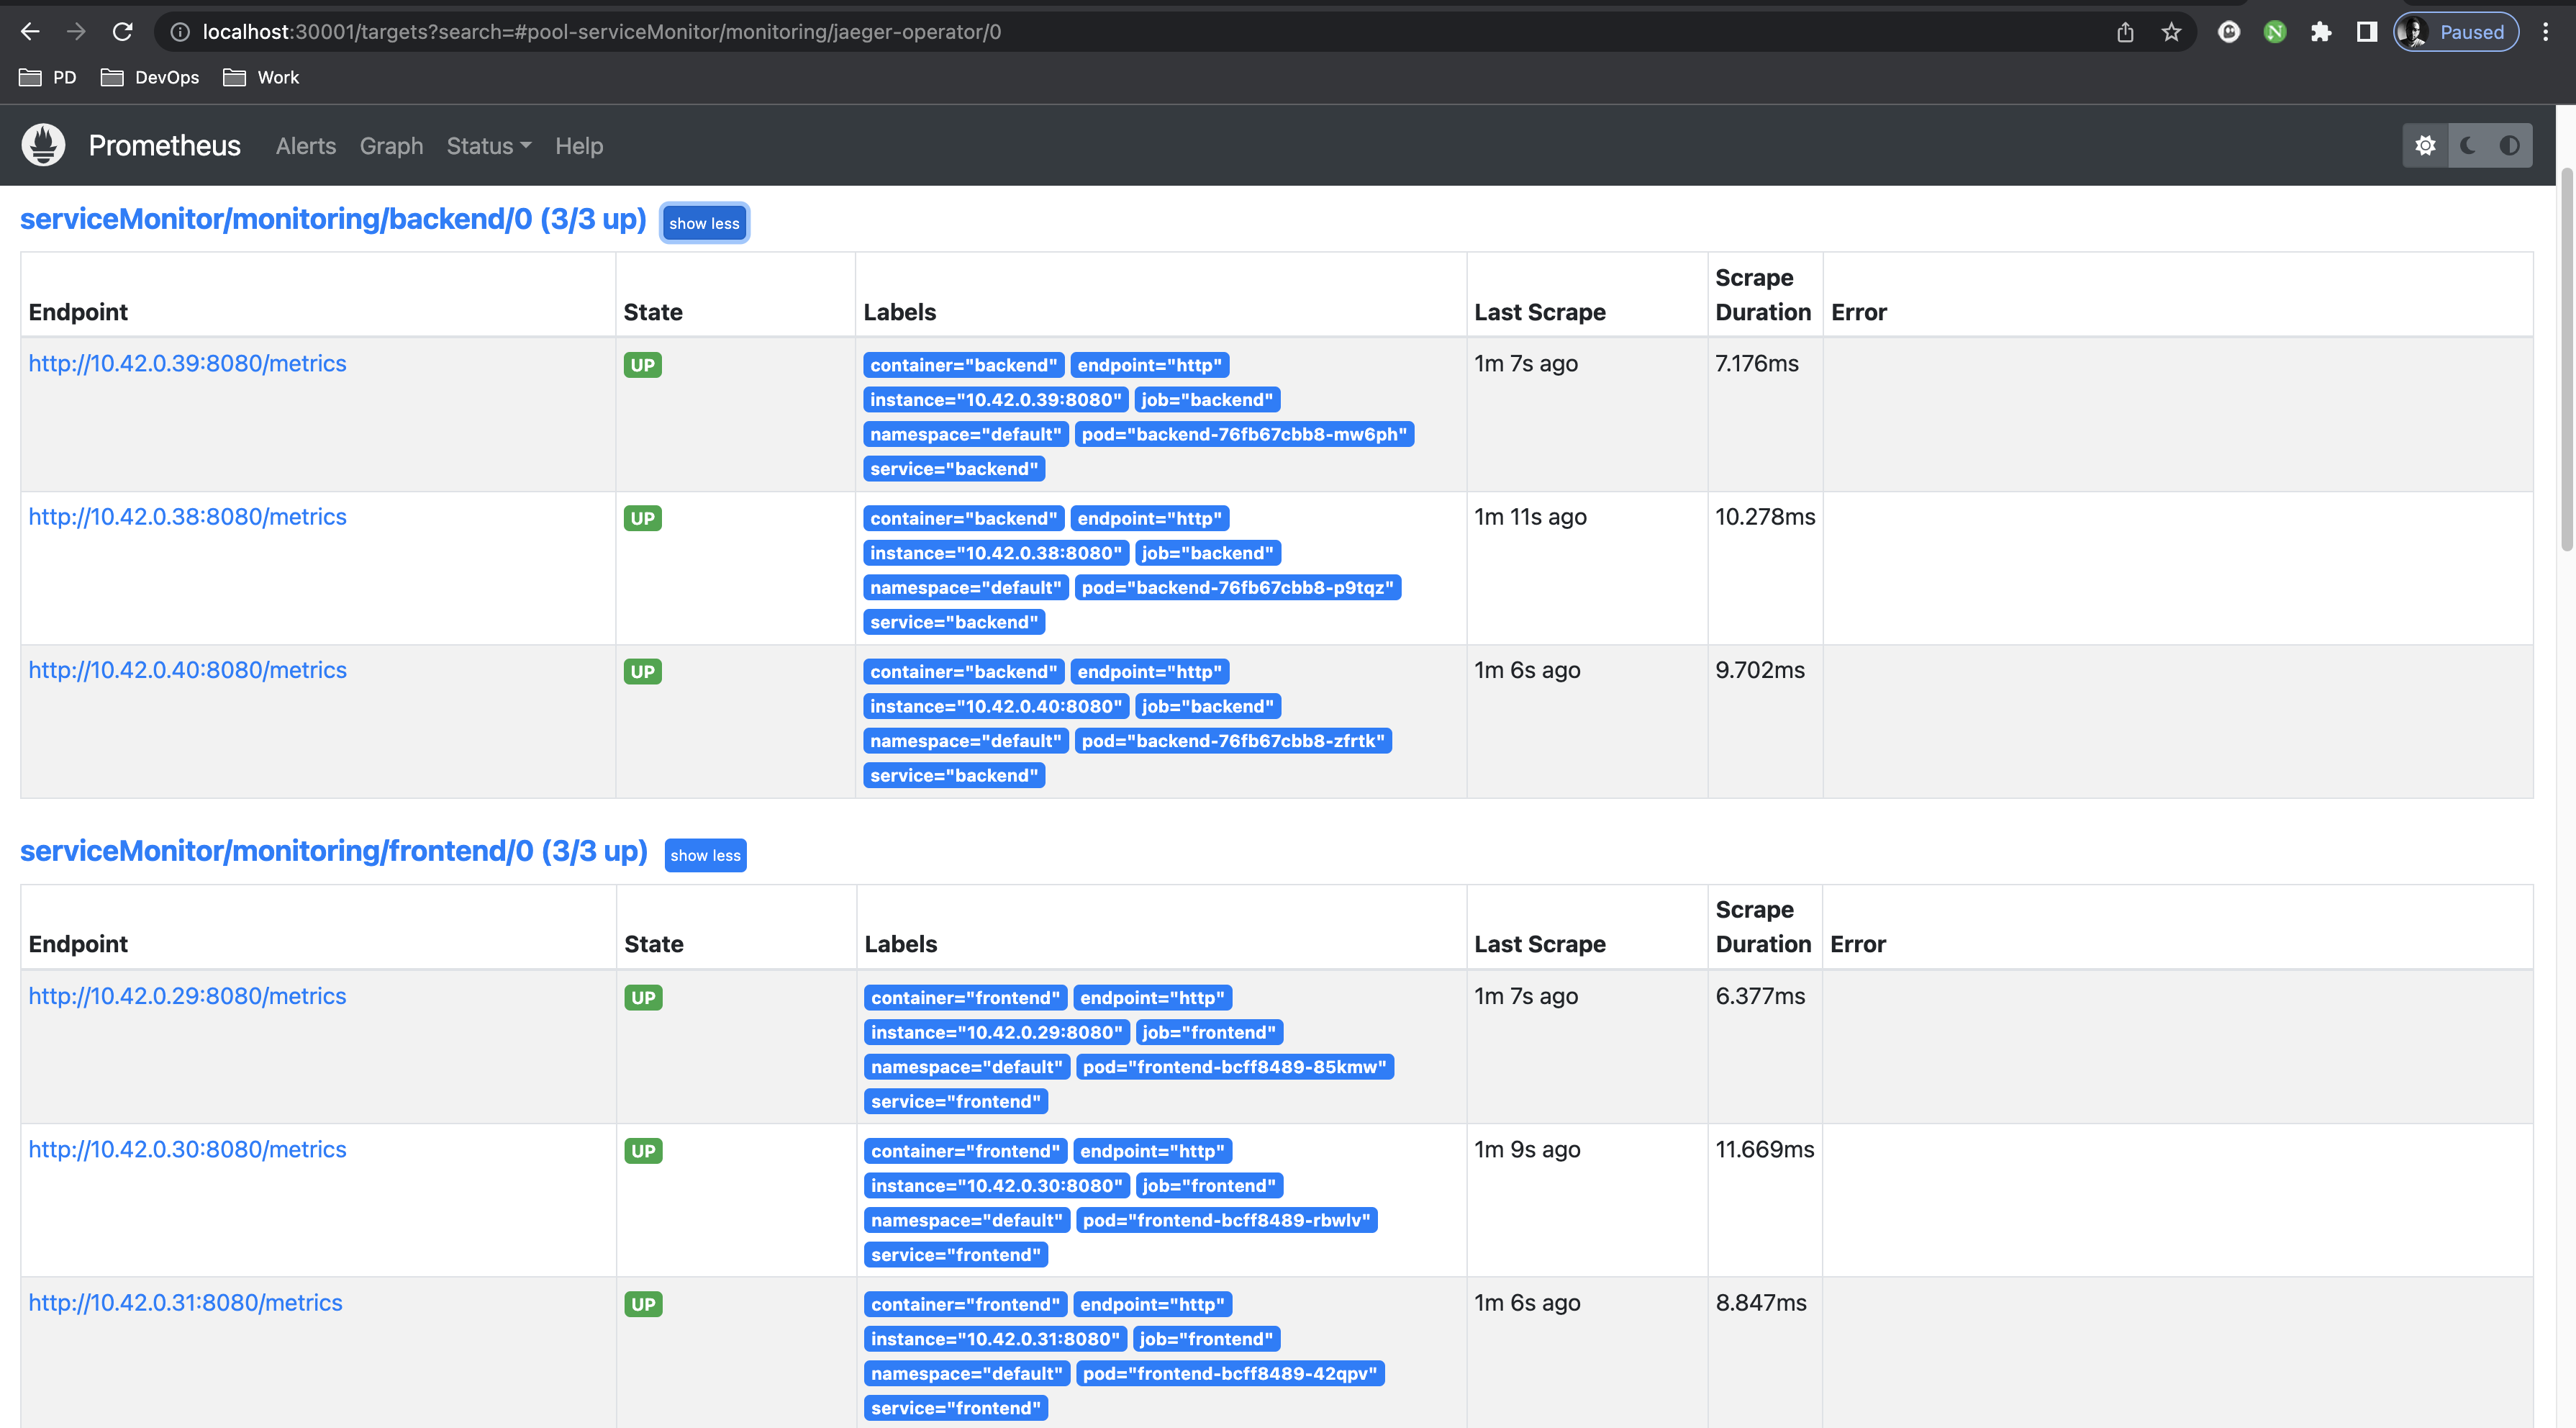 localhost:30001/targets?search=#pool-serviceMonitor/monitoring/jaeger-operator/0
Paused
PD DevOps Work
Prometheus Alerts Graph Status Help
serviceMonitor/monitoring/backend/0 (3/3 up) show less
Scrape
Endpoint State Labels Last Scrape Duration Error
http://10.42.0.39:8080/metrics UP container="backend" endpoint="http" 1m 7s ago 7.176ms
instance="10.42.0.39:8080" job="backend"
namespace="default" pod="backend-76fb67cbb8-mw6ph"
service="backend"
http://10.42.0.38:8080/metrics UP container="backend" endpoint="http" 1m 11s ago 10.278ms
instance="10.42.0.38:8080" job="backend"
namespace="default" pod="backend-76fb67cbb8-p9tqz"
service="backend"
http://10.42.0.40:8080/metrics UP container="backend" endpoint="http" 1m 6s ago 9.702ms
instance="10.42.0.40:8080" job="backend"
namespace="default" pod="backend-76fb67cbb8-zfrtk"
service="backend"
serviceMonitor/monitoring/frontend/0 (3/3 up) show less
Scrape
Endpoint State Labels Last Scrape Duration Error
http://10.42.0.29:8080/metrics UP container="frontend" endpoint="http" 1m 7s ago 6.377ms
instance="10.42.0.29:8080" job="frontend"
namespace="default" pod="frontend-bcff8489-85kmw"
service="frontend"
http://10.42.0.30:8080/metrics UP container="frontend" endpoint="http" 1m 9s ago 11.669ms
instance="10.42.0.30:8080" job="frontend"
namespace="default" pod="frontend-bcff8489-rbwlv"
service="frontend"
http://10.42.0.31:8080/metrics UP container="frontend" endpoint="http" 1m 6s ago 8.847ms
instance="10.42.0.31:8080" job="frontend"
namespace="default" pod="frontend-bcff8489-42qpv"
service="frontend"